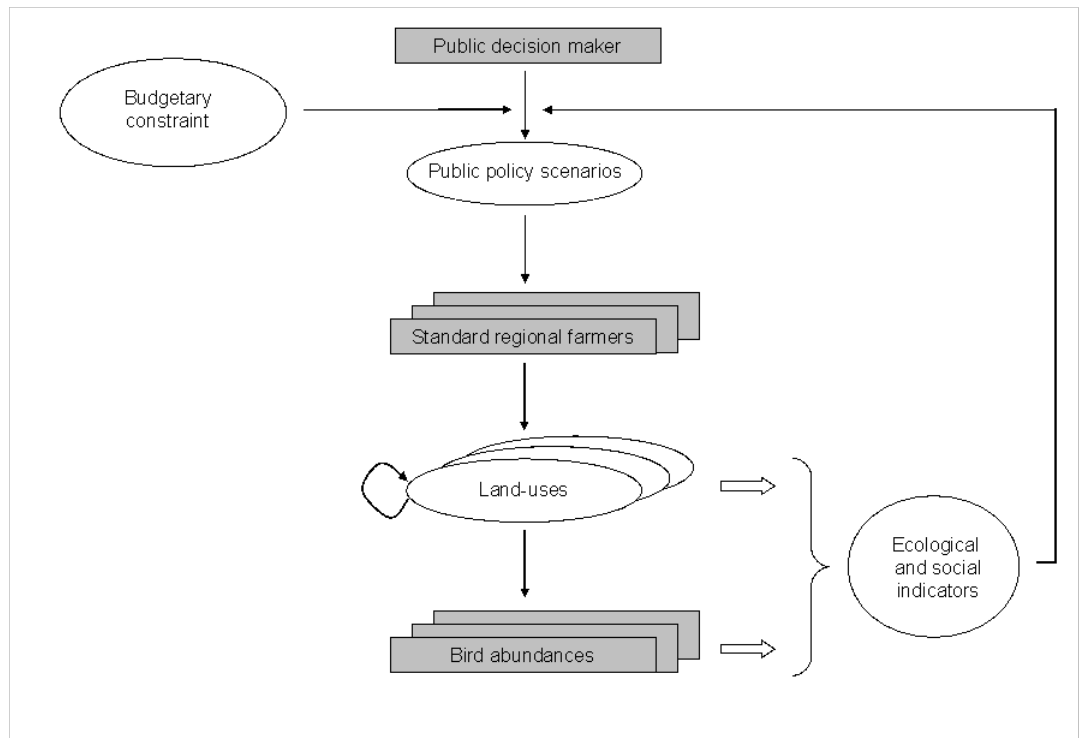 Public decision maker
Budgetary
constraint
Public policy scenarios
Standard regional farmers
Land-uses
Ecological
and social
indicators
Bird abundances